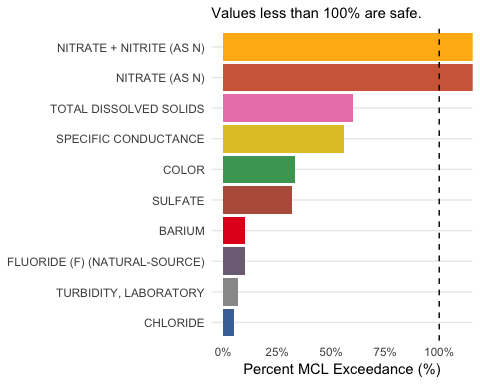 Values less than 100% are safe.
NITRATE + NITRITE (AS N)
NITRATE (AS N)
TOTAL DISSOLVED SOLIDS
SPECIFIC CONDUCTANCE
COLOR
SULFATE
BARIUM
FLUORIDE (F) (NATURAL-SOURCE)
TURBIDITY, LABORATORY
CHLORIDE
0% 25% 50% 75% 100%
Percent MCL Exceedance (%)